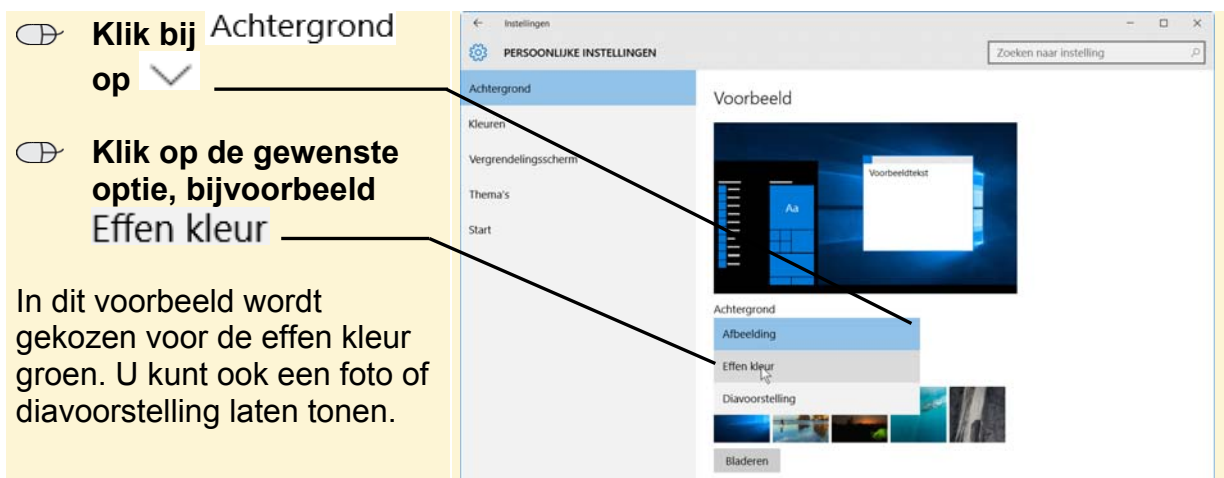 Klik bij Achtergrond
op
Klik op de gewenste
optie, bijvoorbeeld
Effen kleur
In dit voorbeeld wordt
gekozen voor de effen kleur
groen. U kunt ook een foto of
diavoorstelling laten tonen.
Instellingen
PERSOONLIJKE INSTELLINGEN
Zoeken naar instelling
Achtergrond
Kleuren
Vergrendelingsscherm
Thema's
Start
Voorbeeld
Voorbeeldtekst
Aa
Achtergrond
Afbeelding
Effen kleur
Diavoorstelling
Bladeren